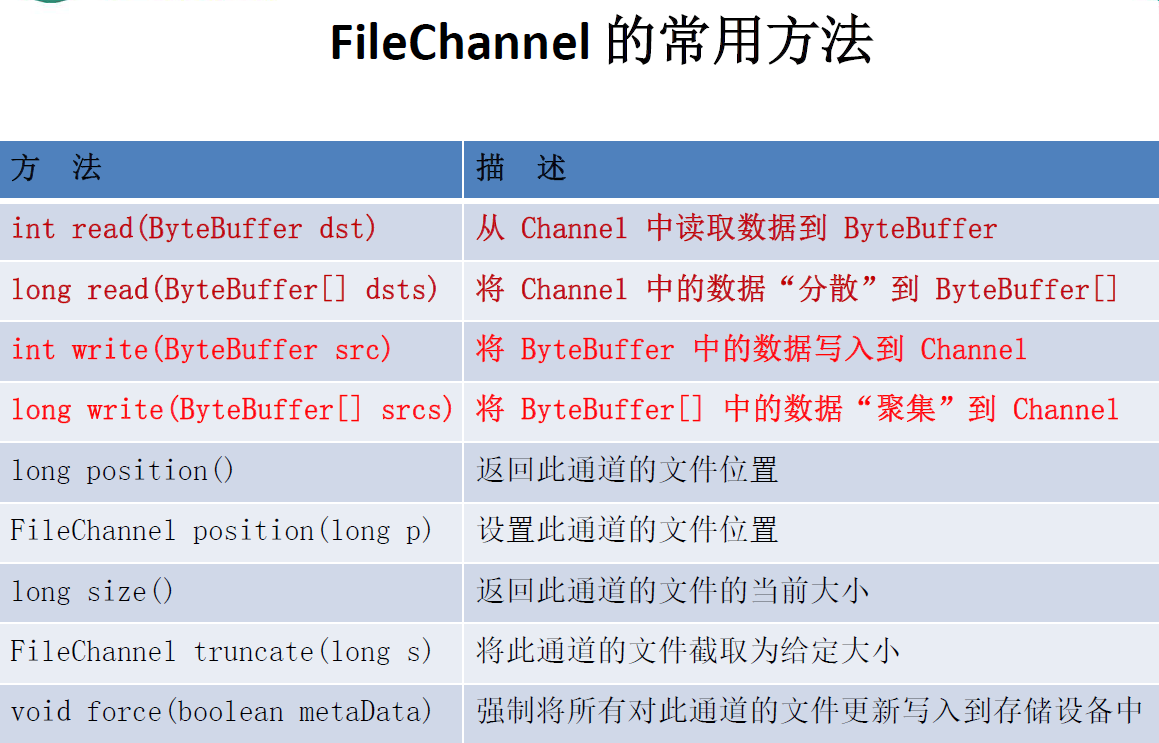 FileChannel 的常用方法
方 法 描 述
int read(ByteBuffer dst) 从 Channel 中读取数据到 ByteBuffer
long read(ByteBuffer[] dsts) 将 Channel 中的数据“分散”到 ByteBuffer[]
int write(ByteBuffer src) 将 ByteBuffer 中的数据写入到 Channel
long write(ByteBuffer[] srcs) 将 ByteBuffer[] 中的数据“聚集”到 Channel
long position() 返回此通道的文件位置
FileChannel position(long p) 设置此通道的文件位置
long size() 返回此通道的文件的当前大小
FileChannel truncate(long s) 将此通道的文件截取为给定大小
void force(boolean metaData) 强制将所有对此通道的文件更新写入到存储设备中